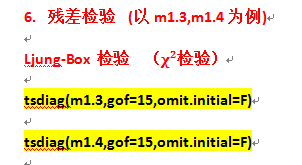 6. 残差检验 (以 m1.3,m1.4 为例)
Ljung-Box 检验 (χ²检验)
tsdiag(m1.3,gof=15,omit.initial=F)
tsdiag(m1.4,gof=15,omit.initial=F)